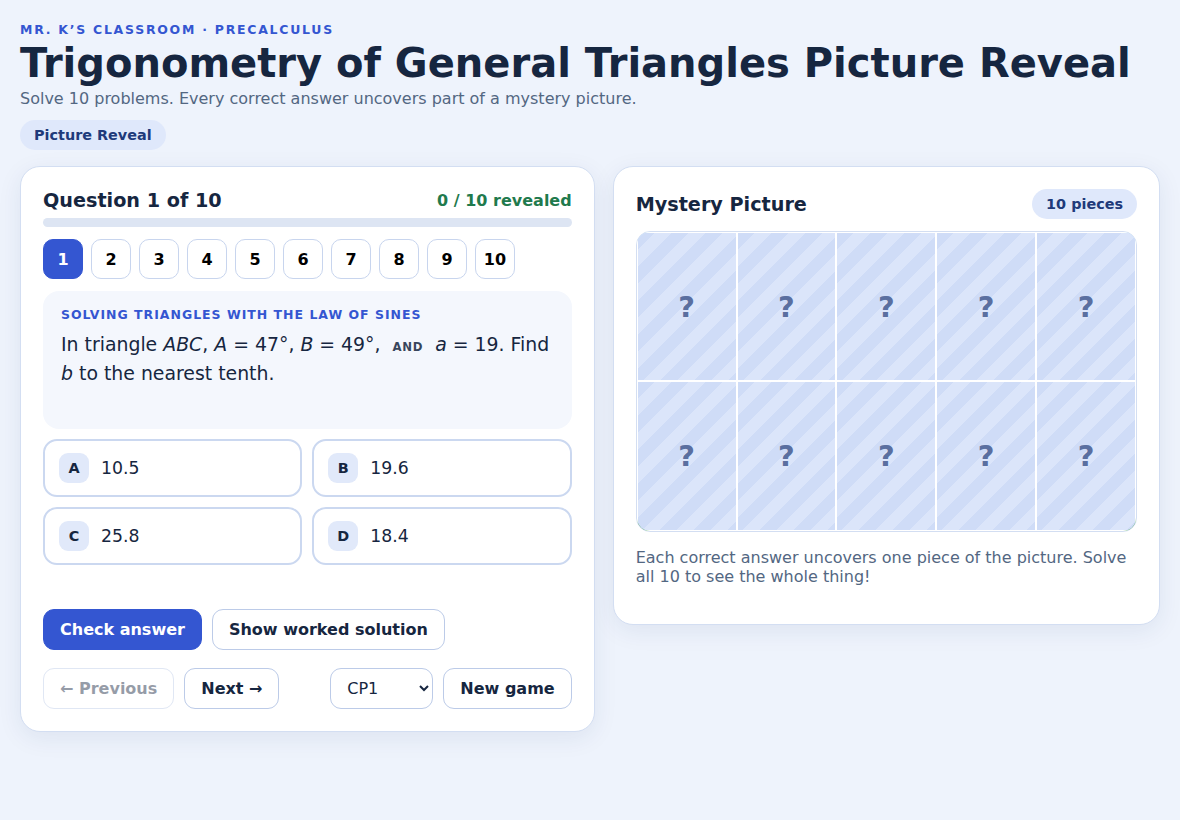 MR. K’S CLASSROOM · PRECALCULUS
Trigonometry of General Triangles Picture Reveal
Solve 10 problems. Every correct answer uncovers part of a mystery picture.
Picture Reveal
Question 1 of 10
0 / 10 revealed
1 2 3 4 5 6 7 8 9 10
SOLVING TRIANGLES WITH THE LAW OF SINES
In triangle ABC, A = 47°, B = 49°, AND a = 19. Find
b to the nearest tenth.
A 10.5
B 19.6
C 25.8
D 18.4
Check answer
Show worked solution
← Previous
Next →
CP1
New game
Mystery Picture
10 pieces
? ? ? ? ?
? ? ? ? ?
Each correct answer uncovers one piece of the picture. Solve
all 10 to see the whole thing!